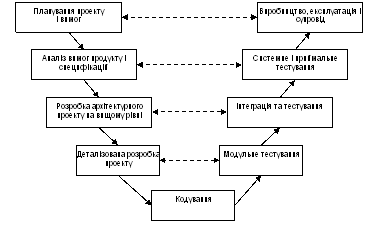 Планування проекту
і вимог
Виробництво, експлуатація і
супровід
Аналіз вимог продукту і
специфікації
Системне і приймальне
тестування
Розробка архітектурного
проекту на вищому рівні
Інтеграція та тестування
Деталізована розробка
проекту
Модульне тестування
Кодування